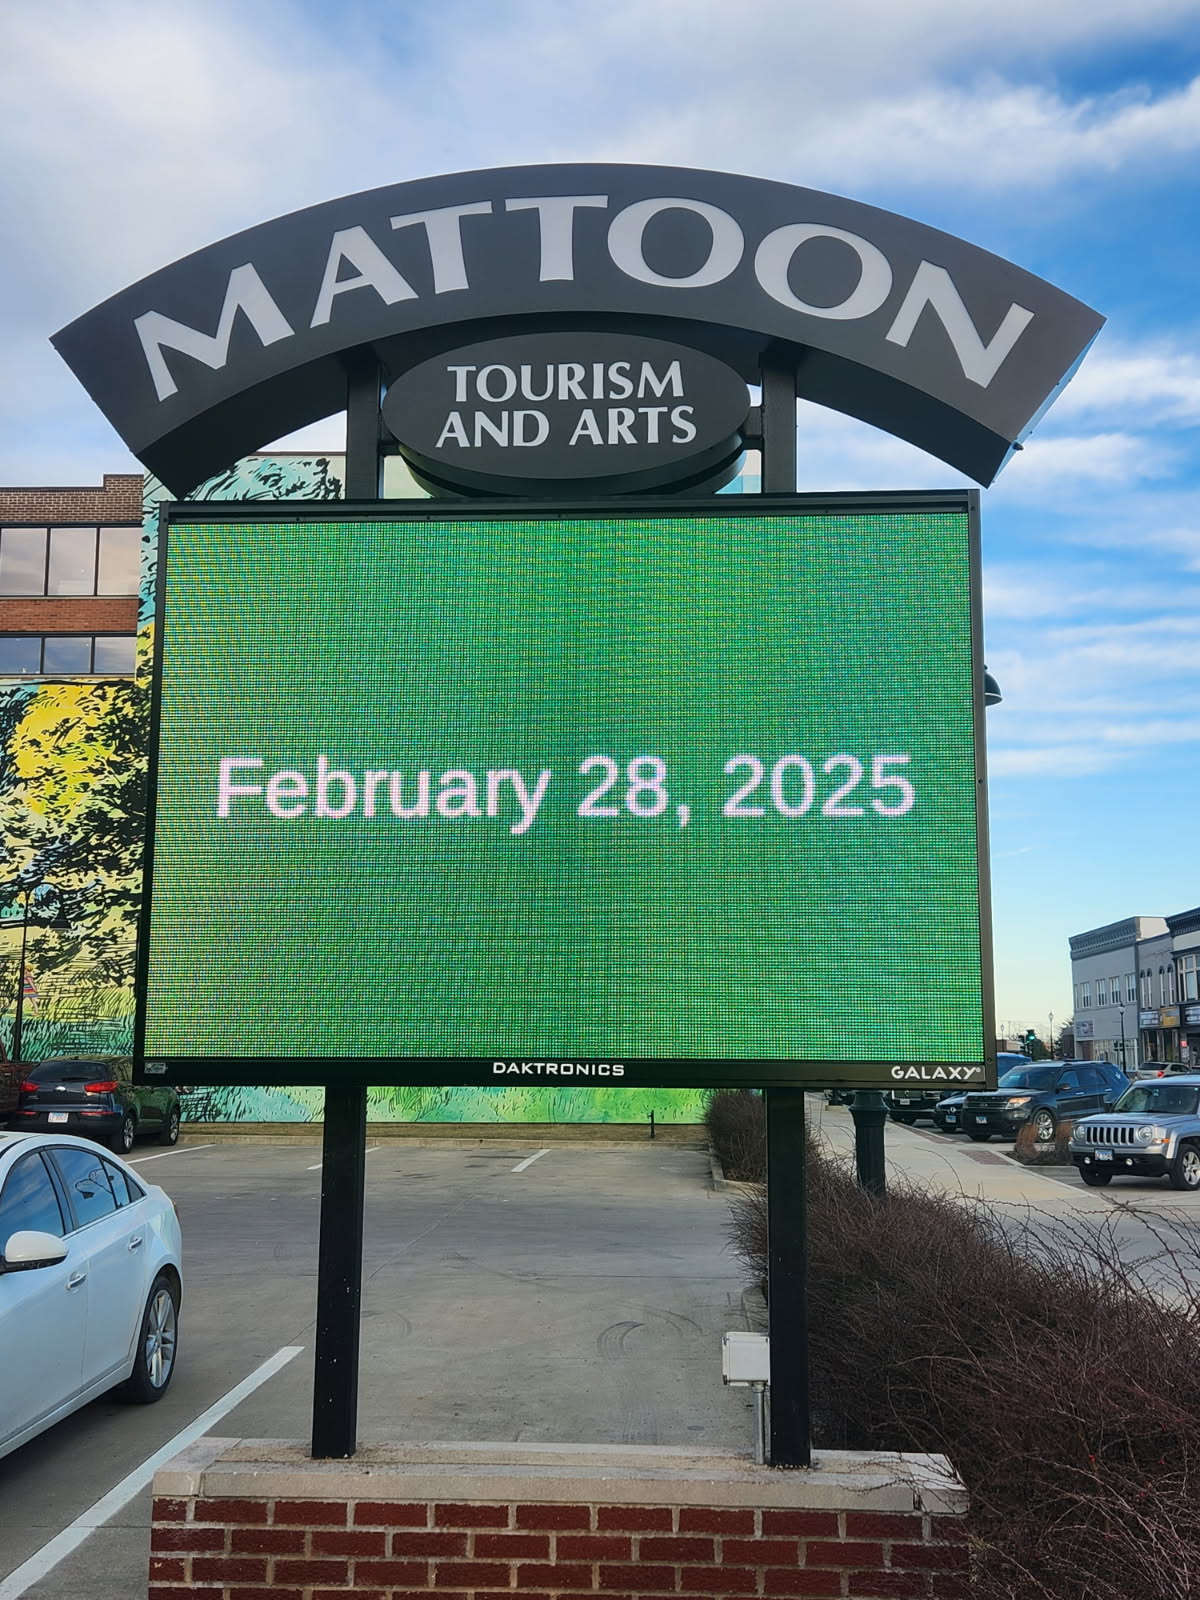 MATTOON
TOURISM
AND ARTS
February 28, 2025
DAKTRONICS
GALAXY®